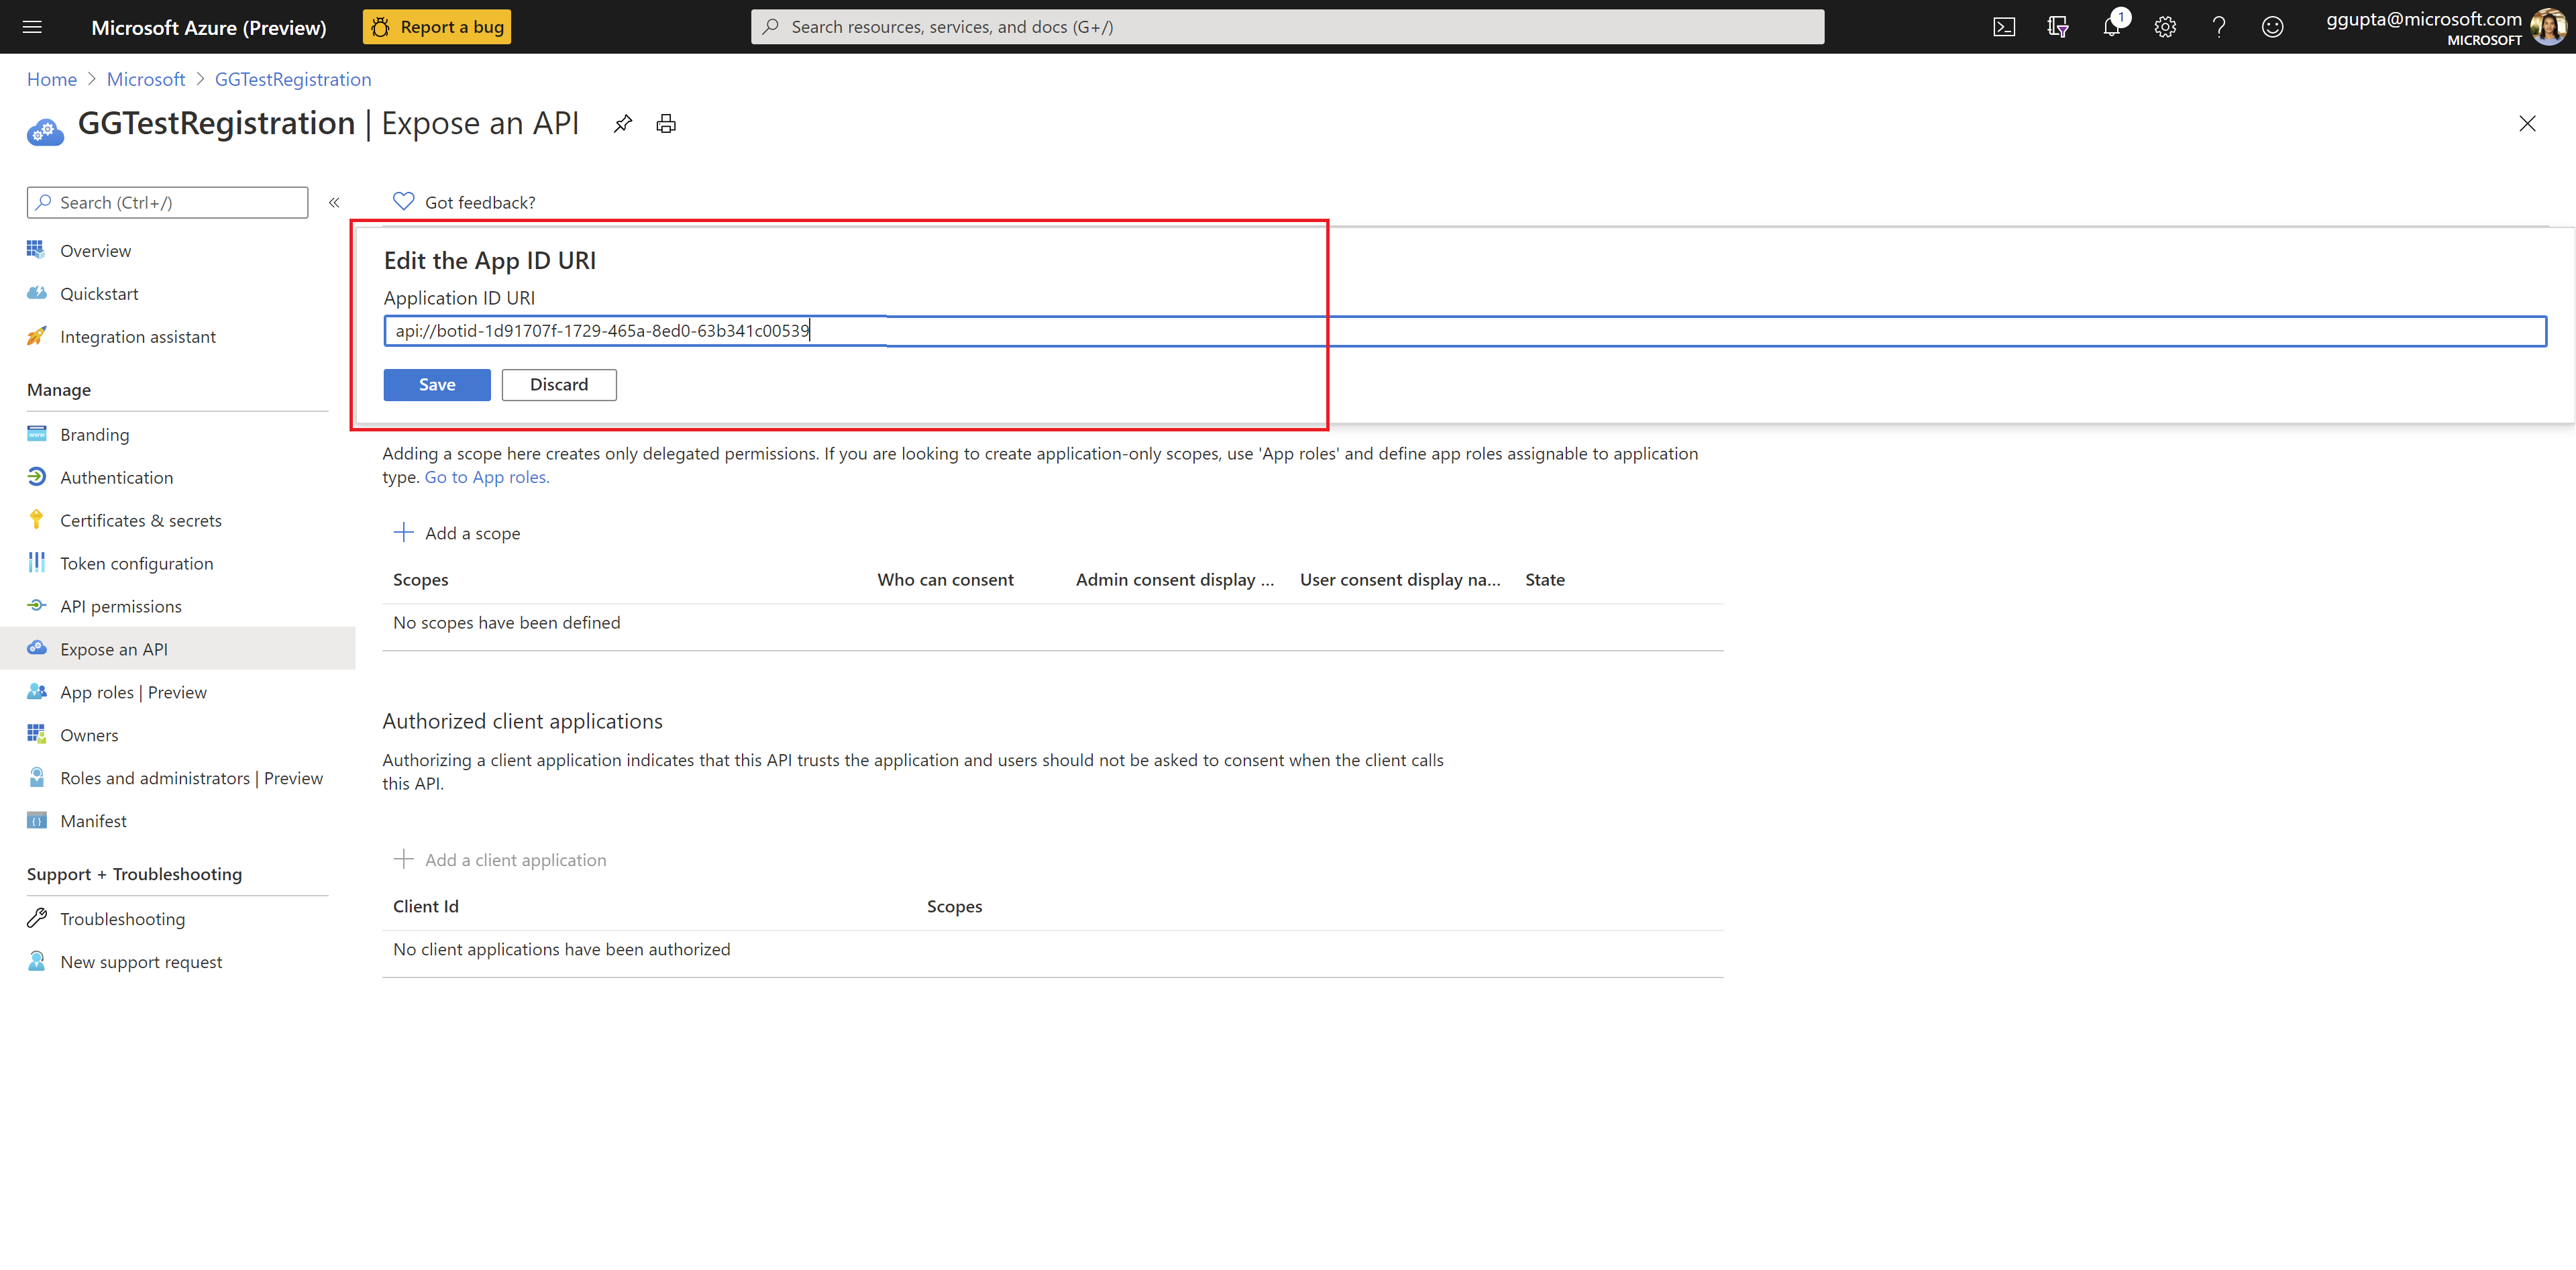 Microsoft Azure (Preview)
Report a bug
Search resources, services, and docs (G+/)
1
ggupta@microsoft.com
MICROSOFT
Home > Microsoft > GGTestRegistration
GGTestRegistration | Expose an API
Search (Ctrl+/)
«
Got feedback?
Overview
Quickstart
Integration assistant
Manage
Branding
Authentication
Certificates & secrets
Token configuration
API permissions
Expose an API
App roles | Preview
Owners
Roles and administrators | Preview
Manifest
Support + Troubleshooting
Troubleshooting
New support request
Edit the App ID URI
Application ID URI
api://botid-1d91707f-1729-465a-8ed0-63b341c00539
Save
Discard
Adding a scope here creates only delegated permissions. If you are looking to create application-only scopes, use 'App roles' and define app roles assignable to application
type. Go to App roles.
Add a scope
Scopes Who can consent Admin consent display ... User consent display na... State
No scopes have been defined
Authorized client applications
Authorizing a client application indicates that this API trusts the application and users should not be asked to consent when the client calls
this API.
Add a client application
Client Id Scopes
No client applications have been authorized